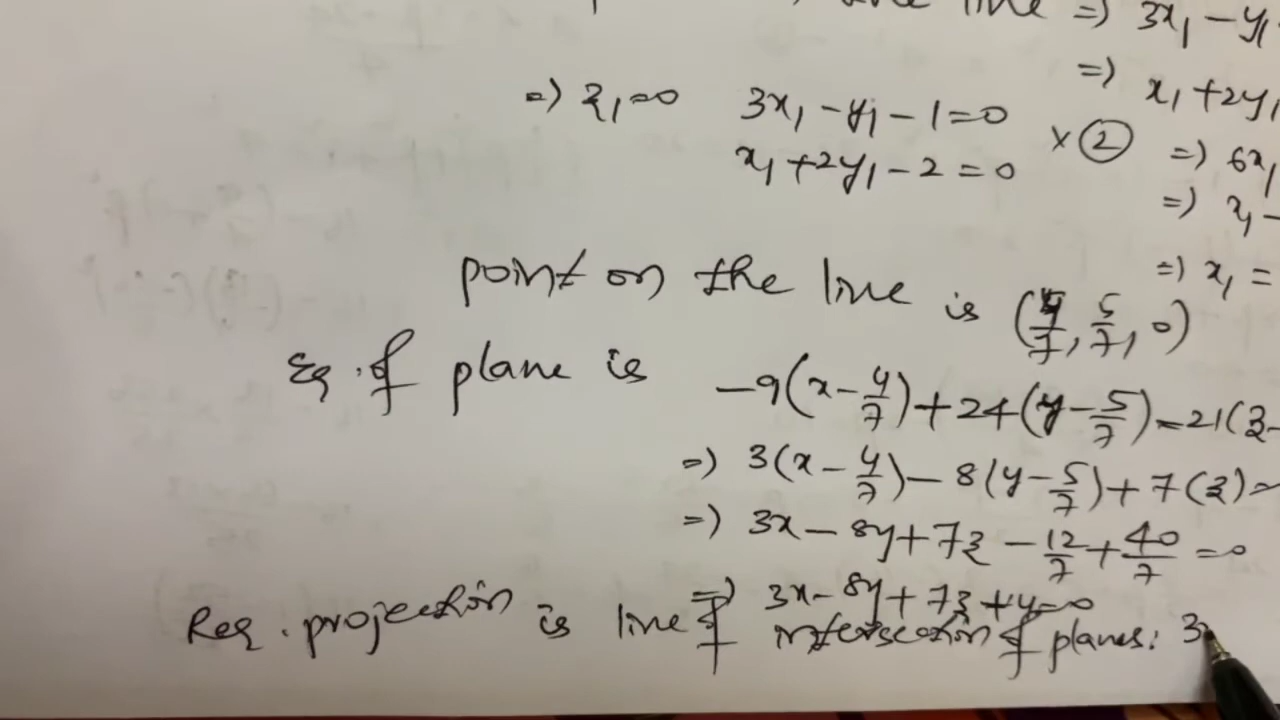 line => 3x₁ - y₁
=> x₁ + 2y₁
=> z₁ = 0 3x₁ - y₁ - 1 = 0
x₁ + 2y₁ - 2 = 0 × ② => 6x₁
=> x₁ -
=> x₁ =
point on the line is (4/7, 5/7, 0)
Eq. of plane is -9(x - 4/7) + 24(y - 5/7) - 21(z -
=> 3(x - 4/7) - 8(y - 5/7) + 7(z) =
=> 3x - 8y + 7z - 12/7 + 40/7 = 0
=> 3x - 8y + 7z + 4 = 0
Req. projection is line of intersection of planes: 3x